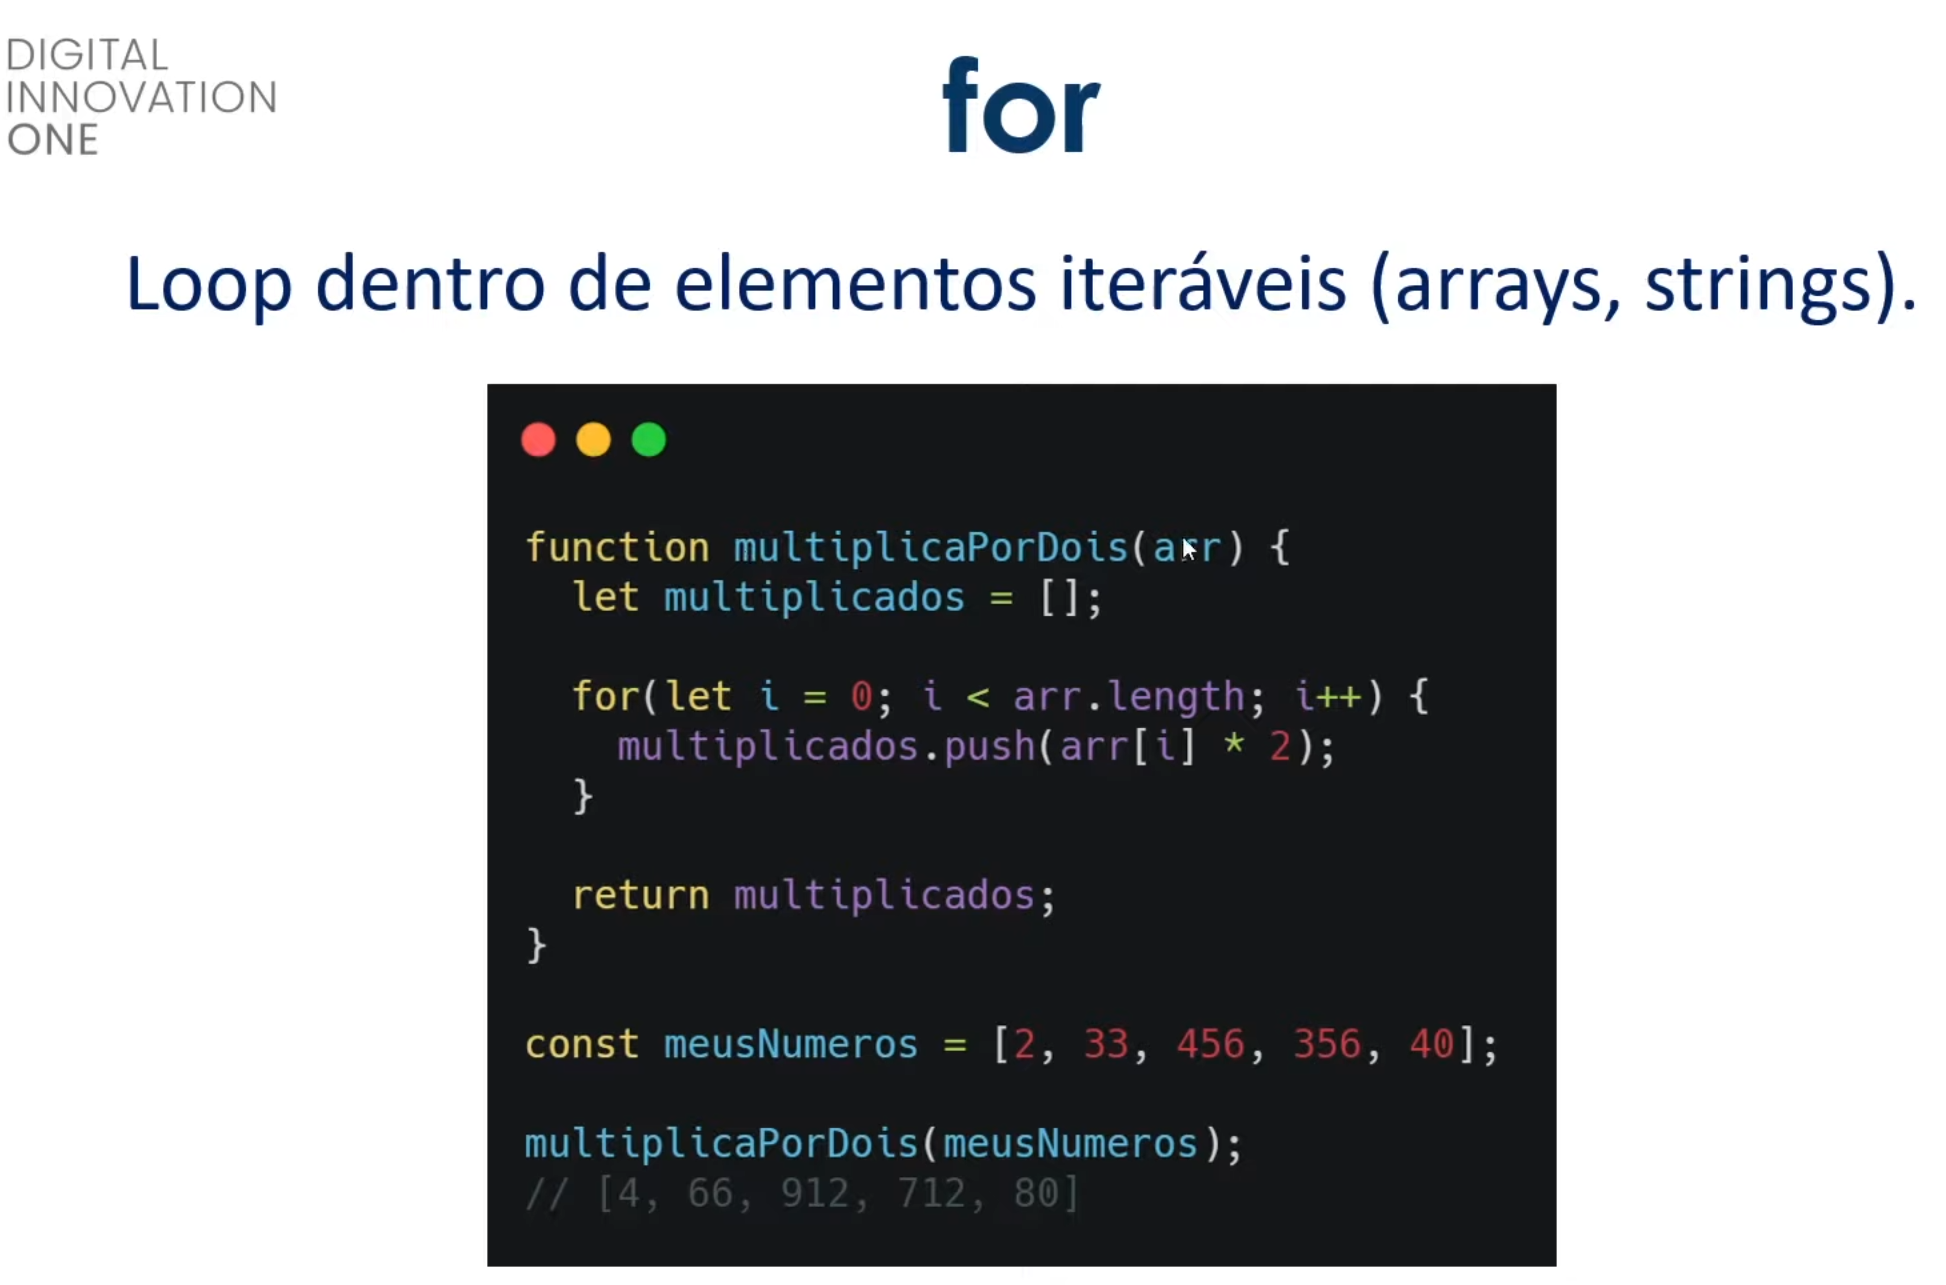 DIGITAL
INNOVATION
ONE
for
Loop dentro de elementos iteráveis (arrays, strings).
function multiplicaPorDois(arr) {
  let multiplicados = [];
  for(let i = 0; i < arr.length; i++) {
    multiplicados.push(arr[i] * 2);
  }
  return multiplicados;
}
const meusNumeros = [2, 33, 456, 356, 40];
multiplicaPorDois(meusNumeros);
// [4, 66, 912, 712, 80]